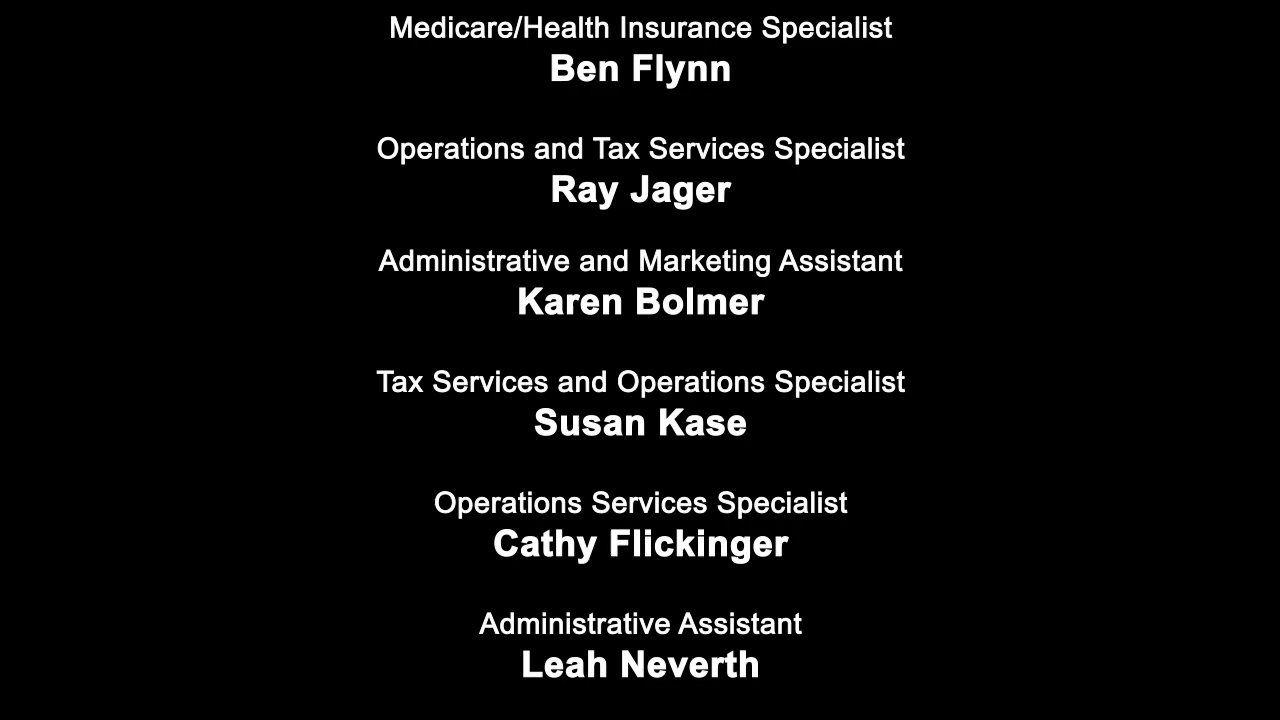 Medicare/Health Insurance Specialist
Ben Flynn
Operations and Tax Services Specialist
Ray Jager
Administrative and Marketing Assistant
Karen Bolmer
Tax Services and Operations Specialist
Susan Kase
Operations Services Specialist
Cathy Flickinger
Administrative Assistant
Leah Neverth